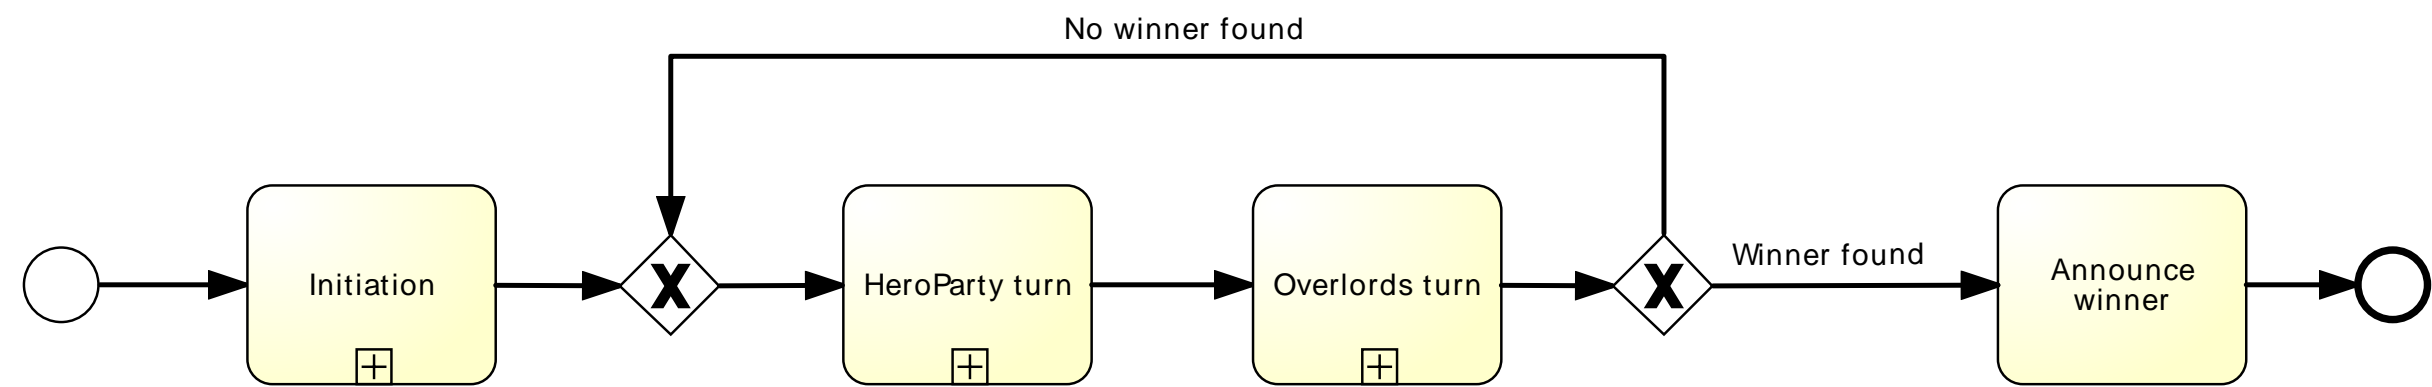 No winner found
Winner found
Initiation
HeroParty turn
Overlords turn
Announce
winner